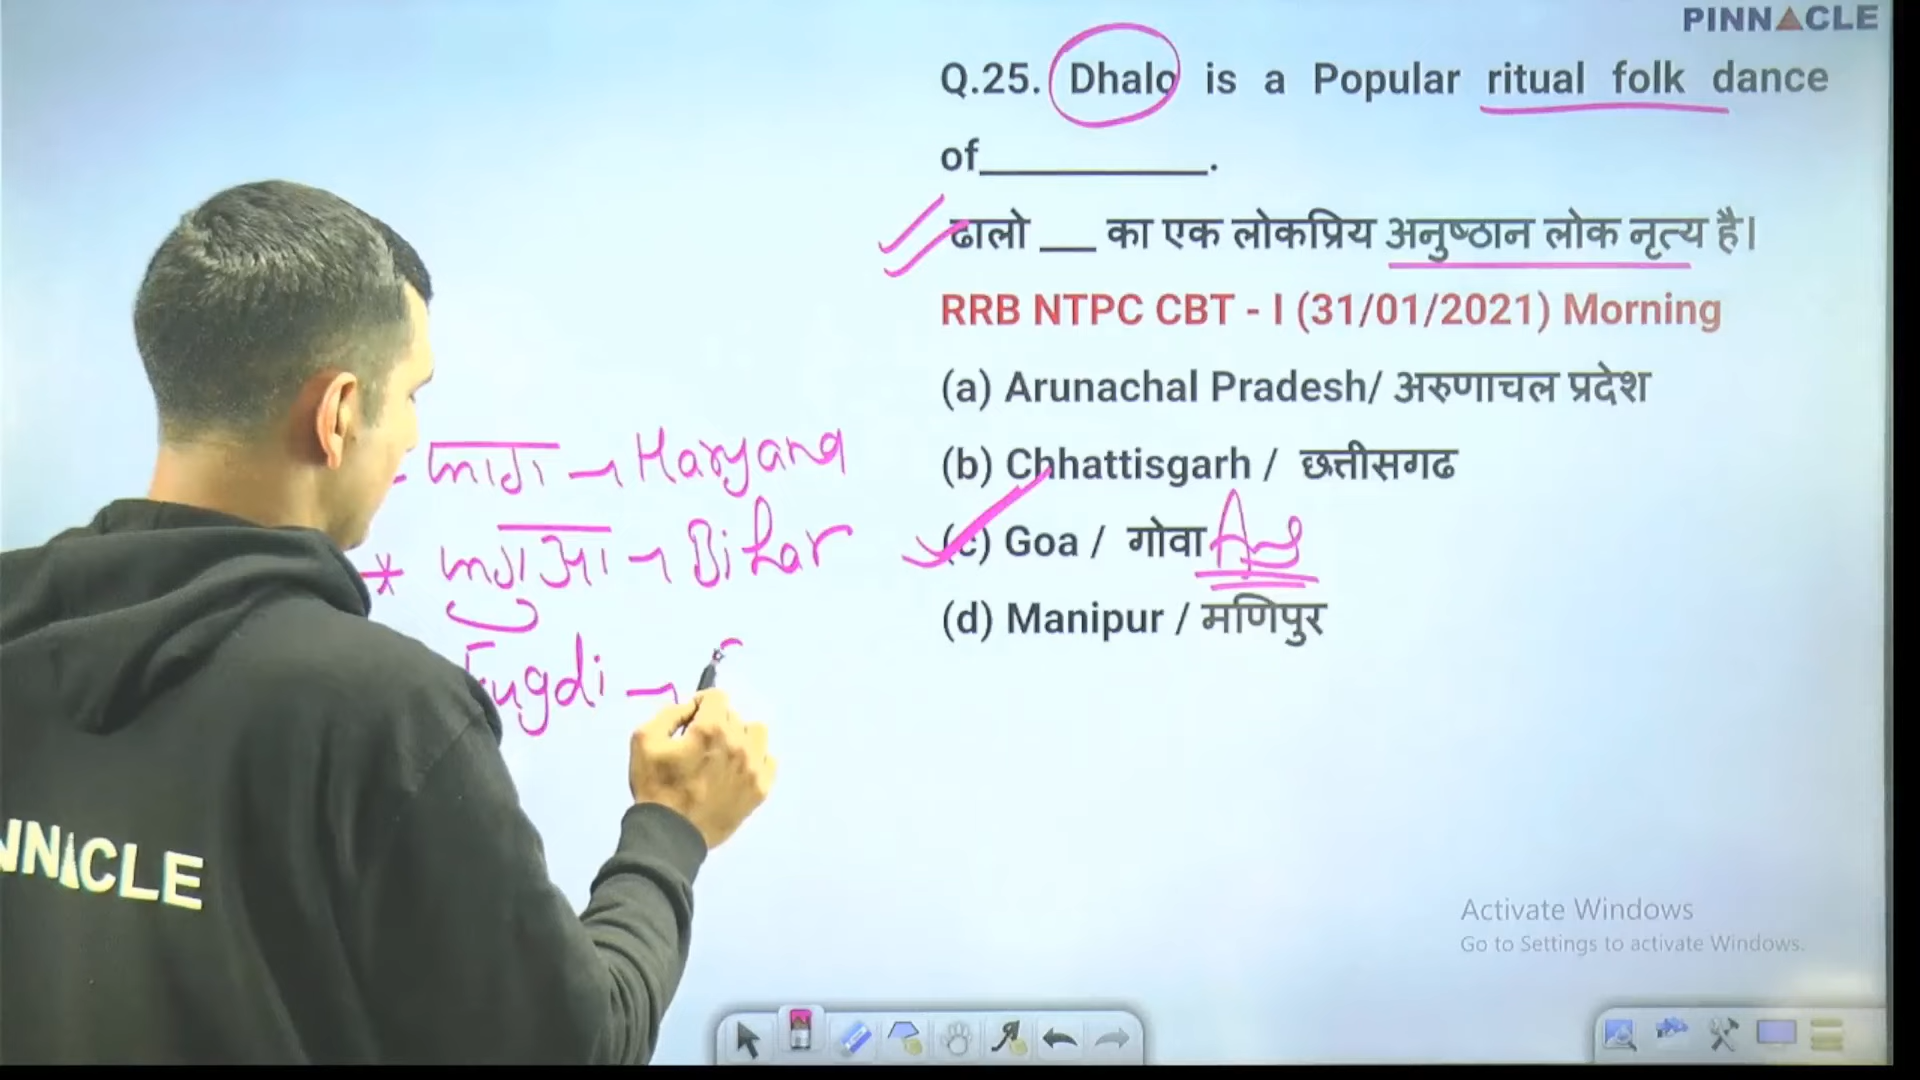 PINNACLE
Q.25. Dhalo is a Popular ritual folk dance
of__________.
ढालो ___ का एक लोकप्रिय अनुष्ठान लोक नृत्य है।
RRB NTPC CBT - I (31/01/2021) Morning
(a) Arunachal Pradesh/ अरुणाचल प्रदेश
(b) Chhattisgarh / छत्तीसगढ
(c) Goa / गोवा Ans
(d) Manipur / मणिपुर
फाग → Haryana
* फगुआ → Bihar
Fugdi →
NNACLE
Activate Windows
Go to Settings to activate Windows.